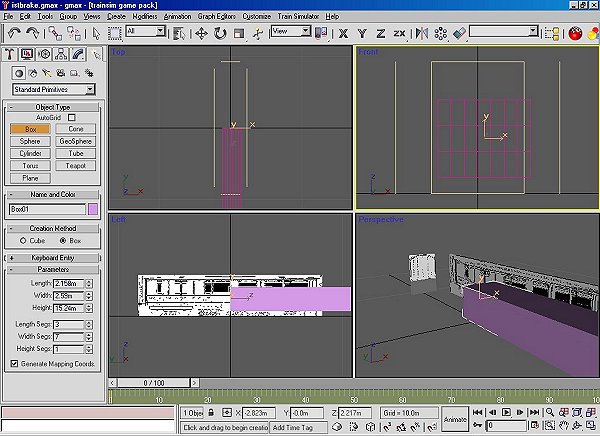 istbrake.gmax - gmax - [trainsim game pack]
File Edit Tools Group Views Create Modifiers Animation Graph Editors Customize Train Simulator Help
All
View
X Y Z XY
Standard Primitives
Object Type
AutoGrid
Box Cone
Sphere GeoSphere
Cylinder Tube
Torus Teapot
Plane
Name and Color
Box01
Creation Method
Cube Box
Keyboard Entry
Parameters
Length: 2.158m
Width: 2.59m
Height: 15.24m
Length Segs: 3
Width Segs: 7
Height Segs: 1
Generate Mapping Coords.
Top
y x
z x
Front
y
x
z x
Left
z
y
z
Perspective
z
x
z
0 / 100
0 10 20 30 40 50 60 70 80 90 100
1 Obje X: -2.823m Y: -0.0m Z: 2.217m Grid = 10.0m
Click and drag to begin creatio Add Time Tag
Animate
0